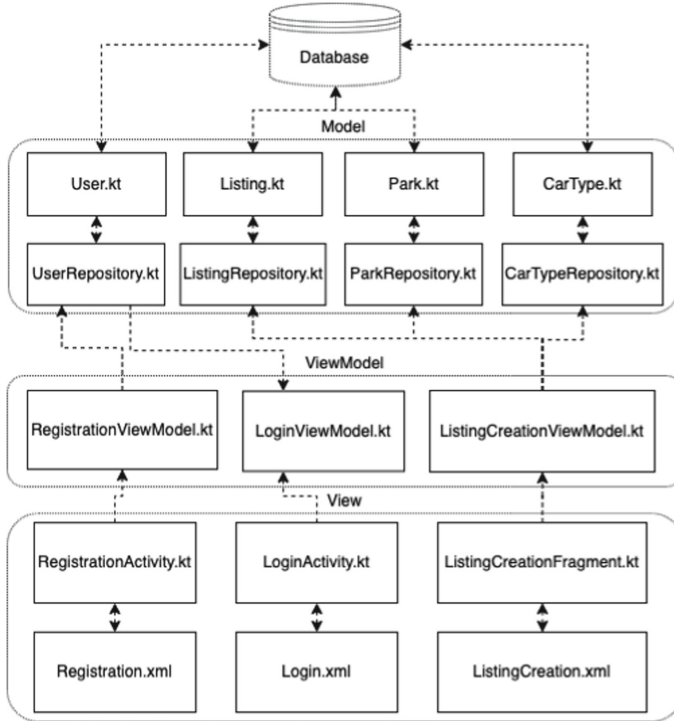 Database
Model
User.kt
Listing.kt
Park.kt
CarType.kt
UserRepository.kt
ListingRepository.kt
ParkRepository.kt
CarTypeRepository.kt
ViewModel
RegistrationViewModel.kt
LoginViewModel.kt
ListingCreationViewModel.kt
View
RegistrationActivity.kt
LoginActivity.kt
ListingCreationFragment.kt
Registration.xml
Login.xml
ListingCreation.xml